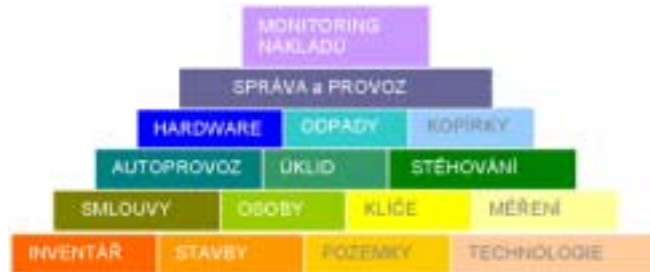 MONITORING
NÁKLADŮ
SPRÁVA a PROVOZ
HARDWARE ODPADY KOPÍRKY
AUTOPROVOZ ÚKLID STĚHOVÁNÍ
SMLOUVY OSOBY KLÍČE MĚŘENÍ
INVENTÁŘ STAVBY POZEMKY TECHNOLOGIE